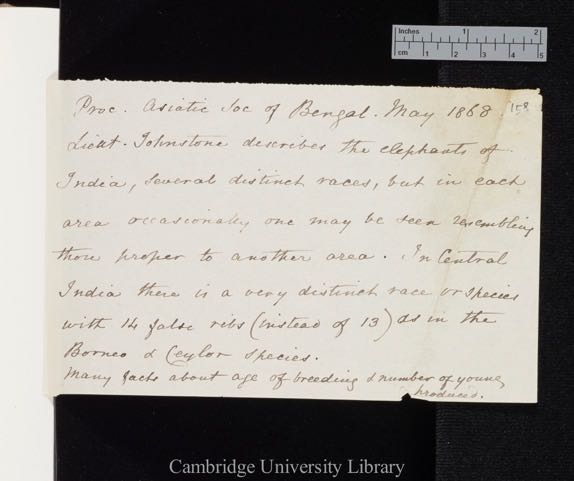 Proc. Asiatic Soc of Bengal. May 1868.
158
Lieut. Johnstone describes the elephants of
India, several distinct races, but in each
area occasionally one may be seen resembling
those proper to another area. In Central
India there is a very distinct race or species
with 14 false ribs (instead of 13) as in the
Borneo & Ceylon species.
Many facts about age of breeding & number of young
produced.
Inches 1 2
cm 1 2 3 4 5
Cambridge University Library